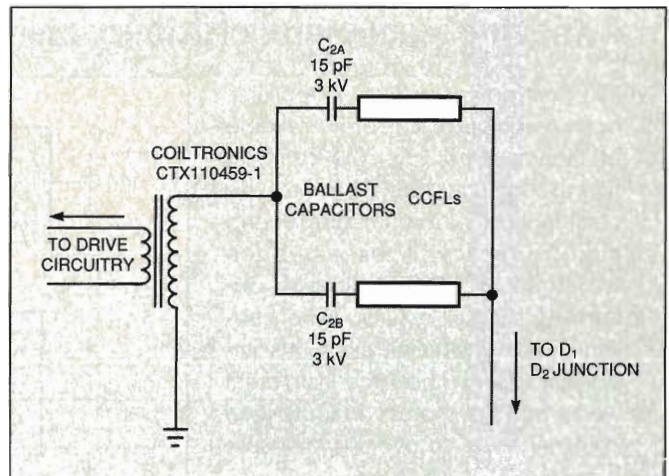 C2A
15 pF
3 kV
COILTRONICS
CTX110459-1
BALLAST
CAPACITORS
CCFLs
TO DRIVE
CIRCUITRY
C2B
15 pF
3 kV
TO D1
D2 JUNCTION